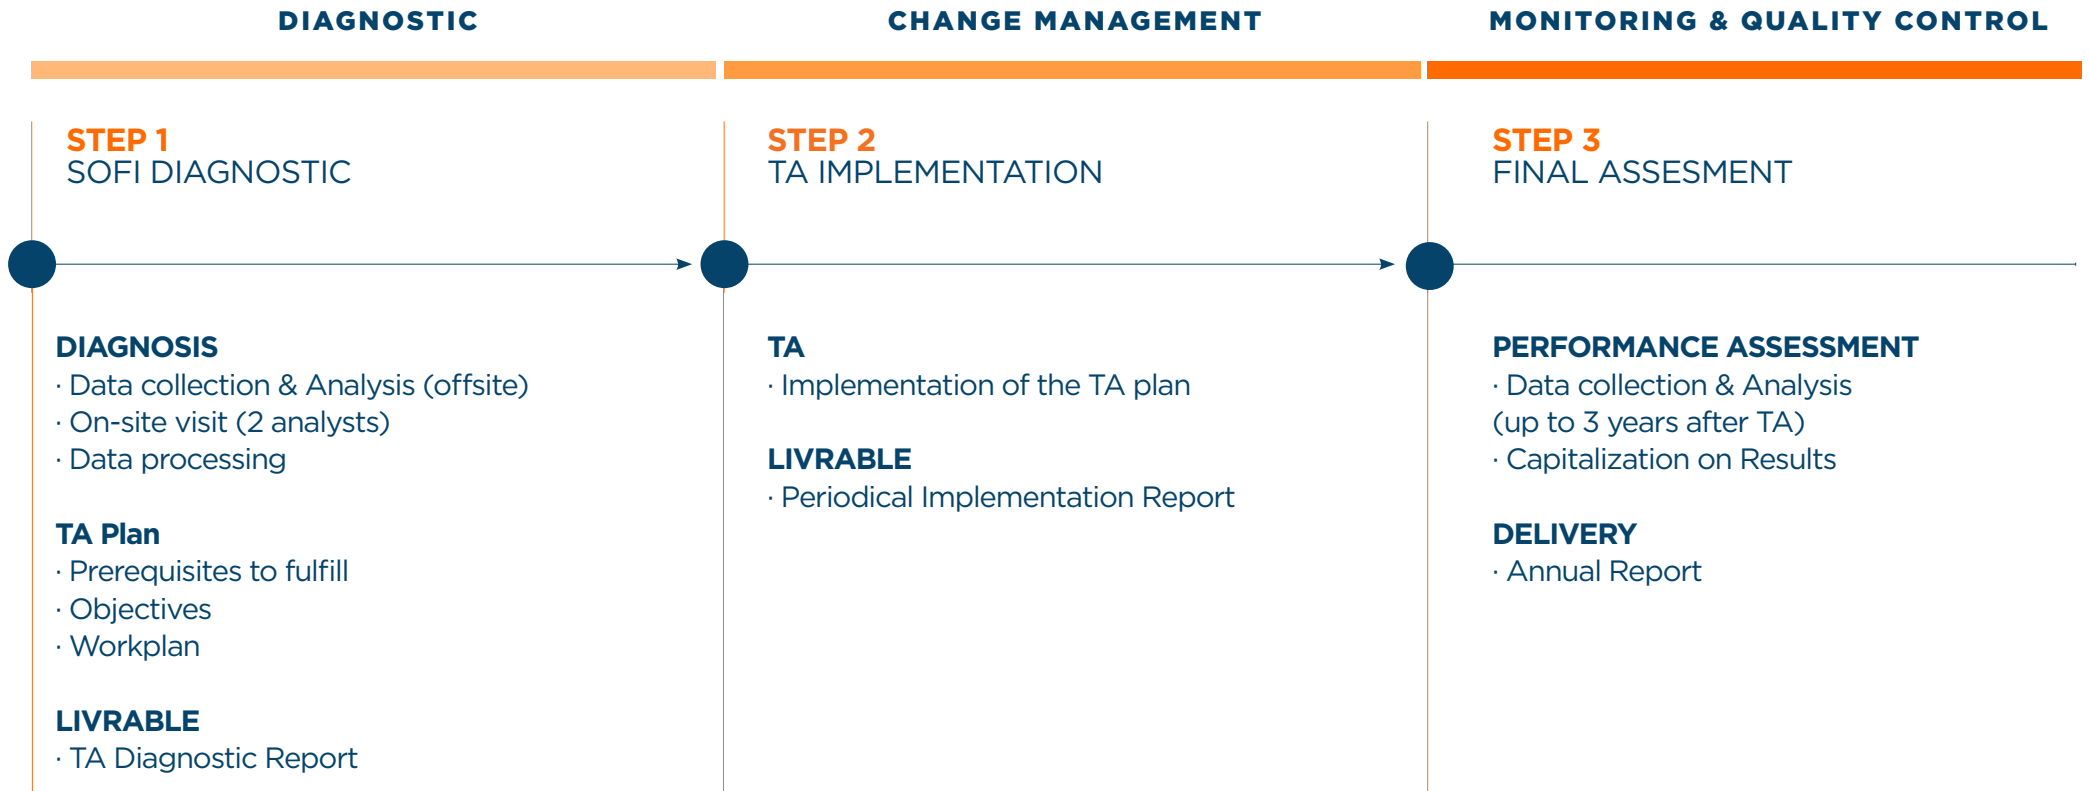 DIAGNOSTIC
CHANGE MANAGEMENT
MONITORING & QUALITY CONTROL
STEP 1
SOFI DIAGNOSTIC
DIAGNOSIS
· Data collection & Analysis (offsite)
· On-site visit (2 analysts)
· Data processing
TA Plan
· Prerequisites to fulfill
· Objectives
· Workplan
LIVRABLE
· TA Diagnostic Report
STEP 2
TA IMPLEMENTATION
TA
· Implementation of the TA plan
LIVRABLE
· Periodical Implementation Report
STEP 3
FINAL ASSESMENT
PERFORMANCE ASSESSMENT
· Data collection & Analysis
(up to 3 years after TA)
· Capitalization on Results
DELIVERY
· Annual Report